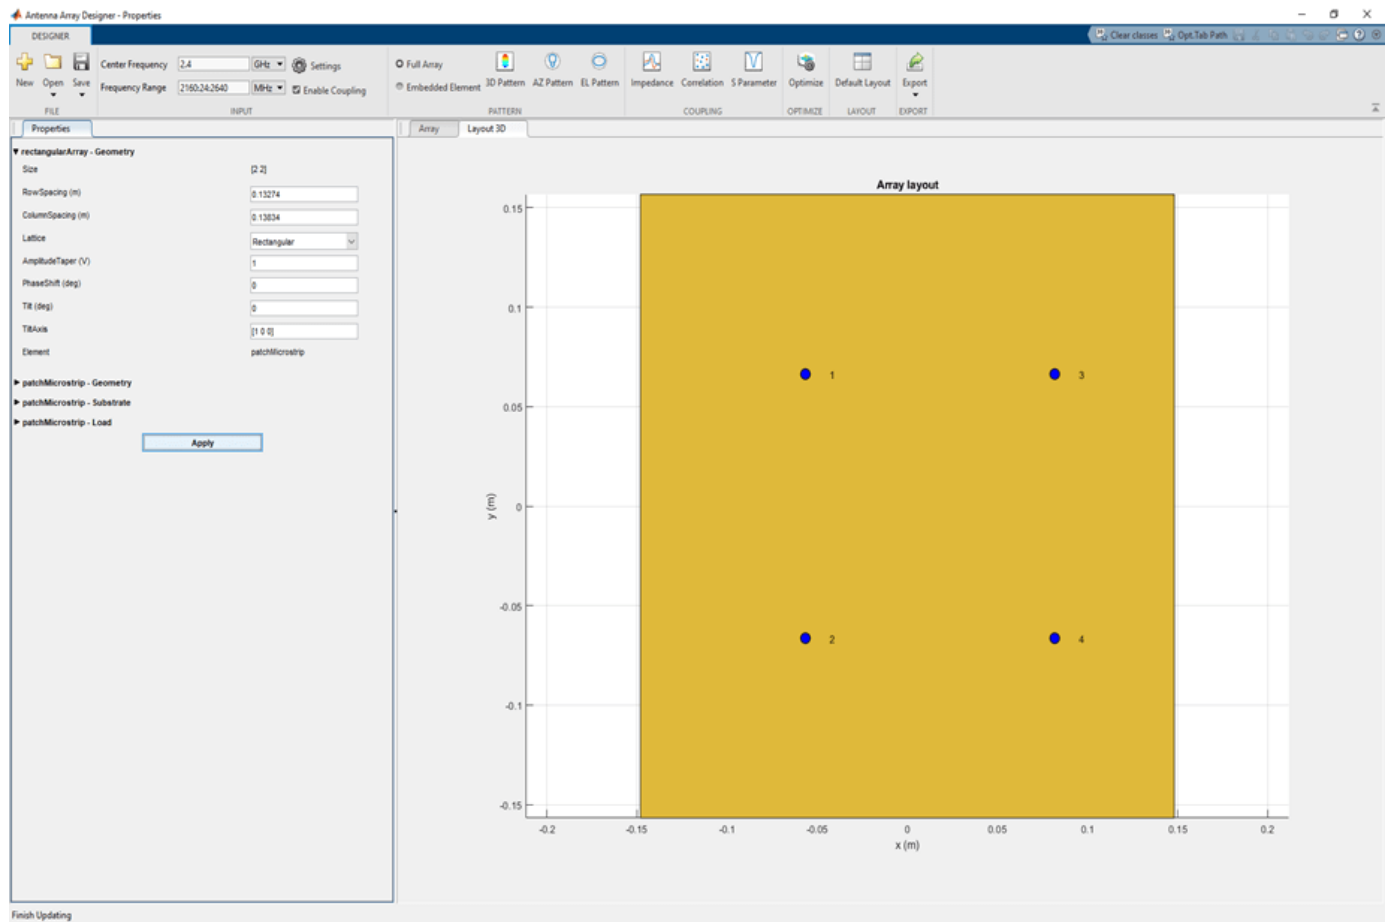 Antenna Array Designer - Properties
DESIGNER
Clear classes Opt.Tab Path
New Open Save
Center Frequency 2.4 GHz Settings
Frequency Range 2160:24:2640 MHz Enable Coupling
Full Array
Embedded Element
3D Pattern AZ Pattern EL Pattern
Impedance Correlation S Parameter
Optimize
Default Layout
Export
FILE INPUT PATTERN COUPLING OPTIMIZE LAYOUT EXPORT
Properties
rectangularArray - Geometry
Size [2 2]
RowSpacing (m) 0.13274
ColumnSpacing (m) 0.13834
Lattice Rectangular
AmplitudeTaper (V) 1
PhaseShift (deg) 0
Tilt (deg) 0
TiltAxis [1 0 0]
Element patchMicrostrip
patchMicrostrip - Geometry
patchMicrostrip - Substrate
patchMicrostrip - Load
Apply
Array Layout 3D
Array layout
0.15
0.1
0.05
0
-0.05
-0.1
-0.15
y (m)
1 3
2 4
-0.2 -0.15 -0.1 -0.05 0 0.05 0.1 0.15 0.2
x (m)
Finish Updating